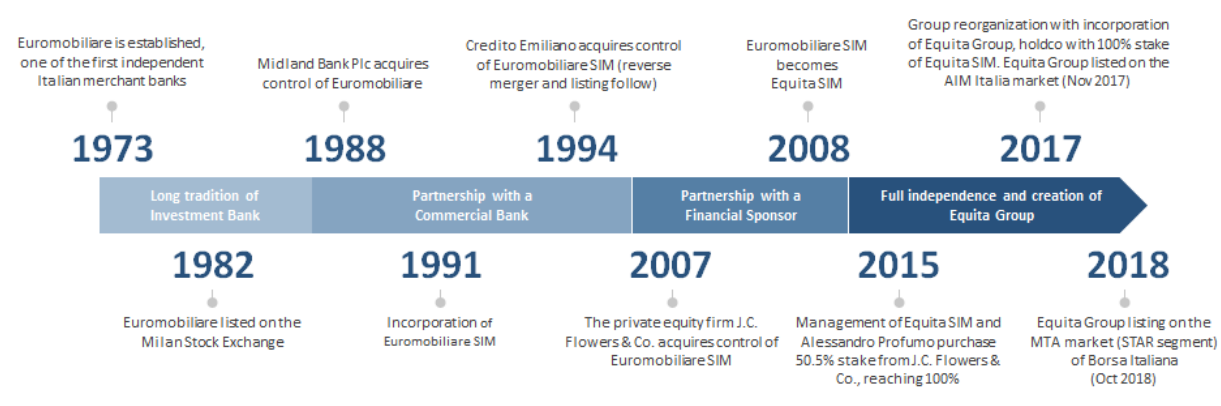 Euromobiliare is established,
one of the first independent
Italian merchant banks
Midland Bank Plc acquires
control of Euromobiliare
Credito Emiliano acquires control
of Euromobiliare SIM (reverse
merger and listing follow)
Euromobiliare SIM
becomes
Equita SIM
Group reorganization with incorporation
of Equita Group, holdco with 100% stake
of Equita SIM. Equita Group listed on the
AIM Italia market (Nov 2017)
1973
1988
1994
2008
2017
Long tradition of
Investment Bank
Partnership with a
Commercial Bank
Partnership with a
Financial Sponsor
Full independence and creation of
Equita Group
1982
1991
2007
2015
2018
Euromobiliare listed on the
Milan Stock Exchange
Incorporation of
Euromobiliare SIM
The private equity firm J.C.
Flowers & Co. acquires control of
Euromobiliare SIM
Management of Equita SIM and
Alessandro Profumo purchase
50.5% stake from J.C. Flowers &
Co., reaching 100%
Equita Group listing on the
MTA market (STAR segment)
of Borsa Italiana
(Oct 2018)